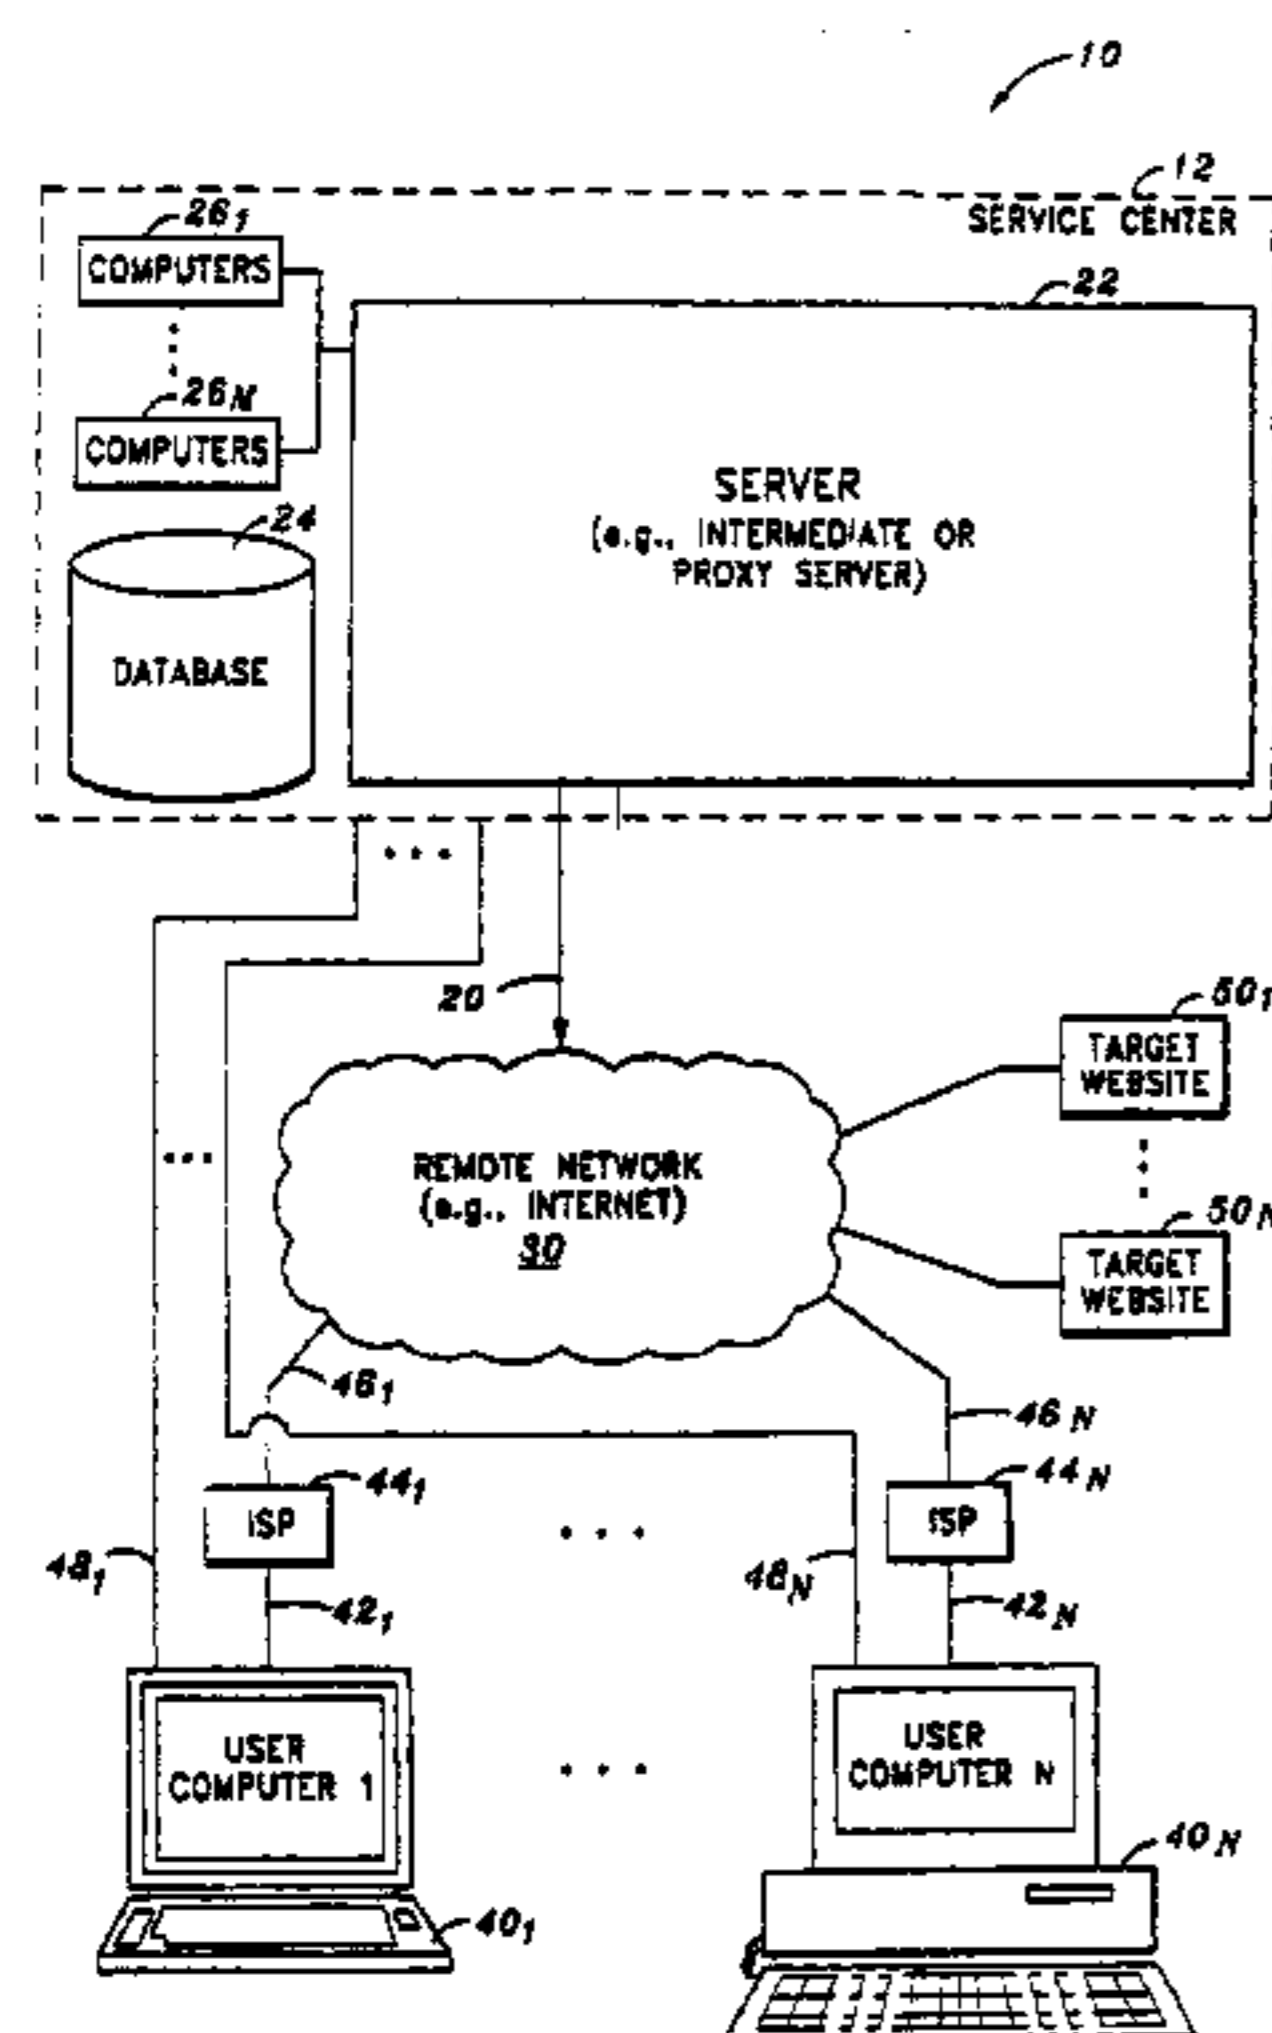 10
12
SERVICE CENTER
26₁
COMPUTERS
22
26N
COMPUTERS
SERVER
(e.g., INTERMEDIATE OR
PROXY SERVER)
24
DATABASE
20
50₁
TARGET
WEBSITE
REMOTE NETWORK
(e.g., INTERNET)
30
50N
TARGET
WEBSITE
46₁
46N
44₁
ISP
44N
ISP
48₁
48N
42₁
42N
USER
COMPUTER 1
USER
COMPUTER N
40N
40₁